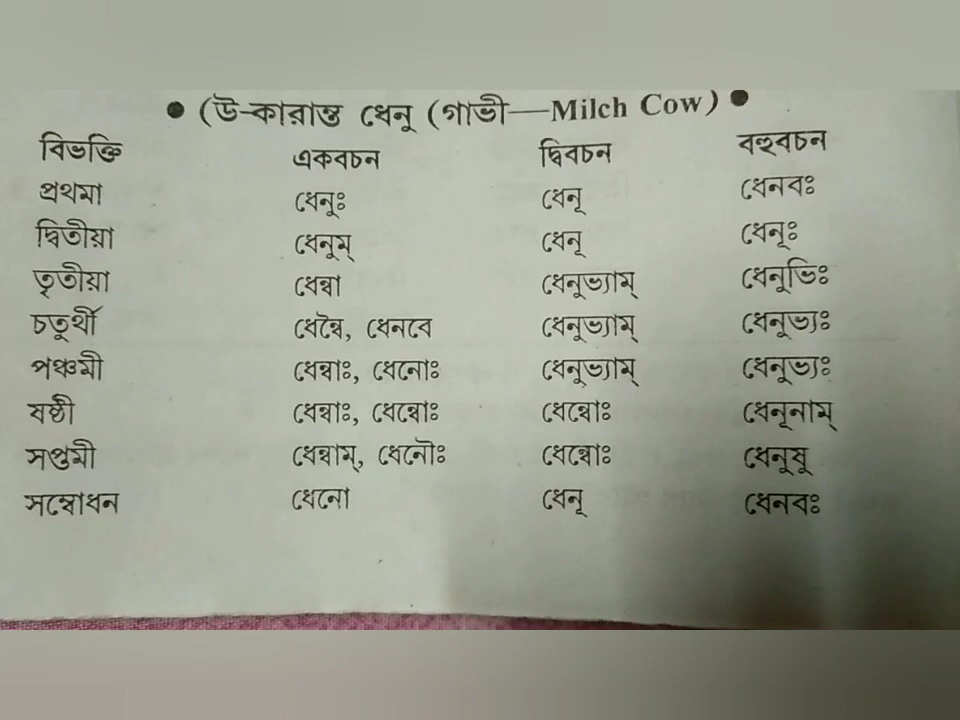 • (উ-কারান্ত ধেনু (গাভী—Milch Cow) •
বিভক্তি একবচন দ্বিবচন বহুবচন
প্রথমা ধেনুঃ ধেনূ ধেনবঃ
দ্বিতীয়া ধেনুম্ ধেনূ ধেনূঃ
তৃতীয়া ধেন্বা ধেনুভ্যাম্ ধেনুভিঃ
চতুর্থী ধেন্বৈ, ধেনবে ধেনুভ্যাম্ ধেনুভ্যঃ
পঞ্চমী ধেন্বাঃ, ধেনোঃ ধেনুভ্যাম্ ধেনুভ্যঃ
ষষ্ঠী ধেন্বাঃ, ধেন্বোঃ ধেন্বোঃ ধেনূনাম্
সপ্তমী ধেন্বাম্, ধেনৌঃ ধেন্বোঃ ধেনুষু
সম্বোধন ধেনো ধেনূ ধেনবঃ